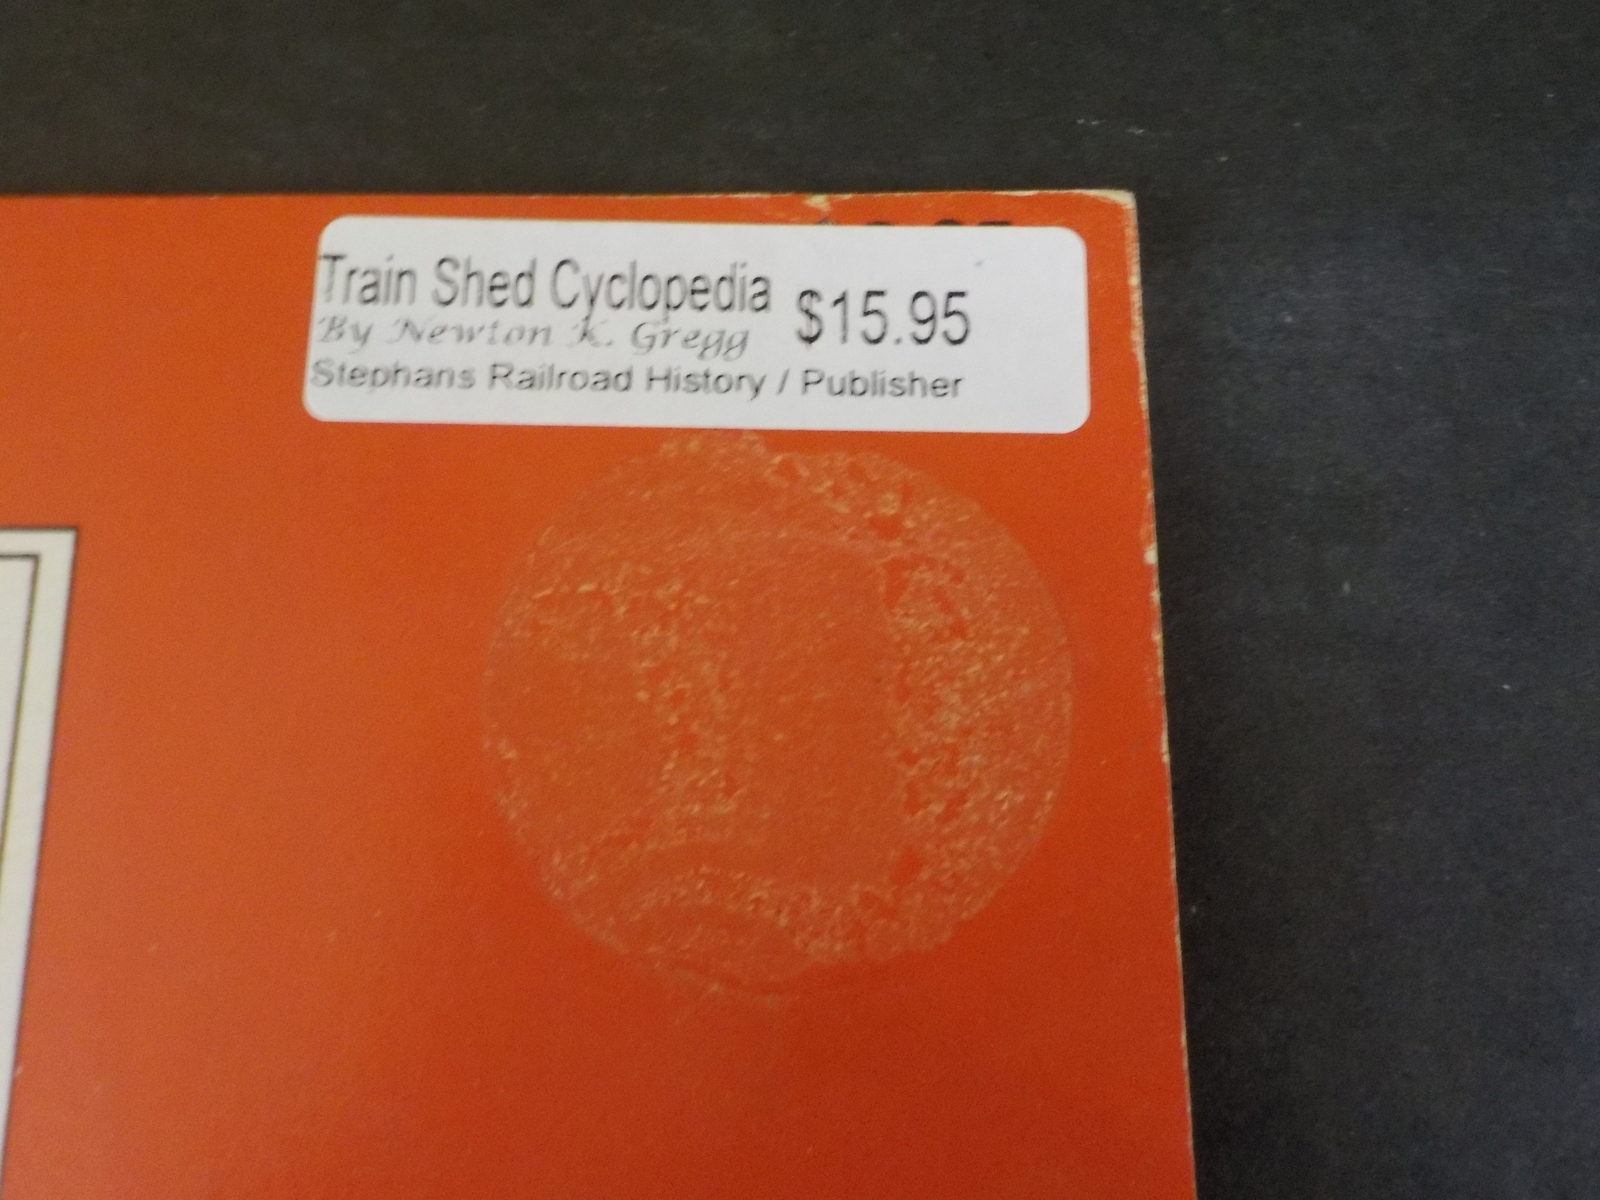 Train Shed Cyclopedia $15.95
By Newton K. Gregg
Stephans Railroad History / Publisher